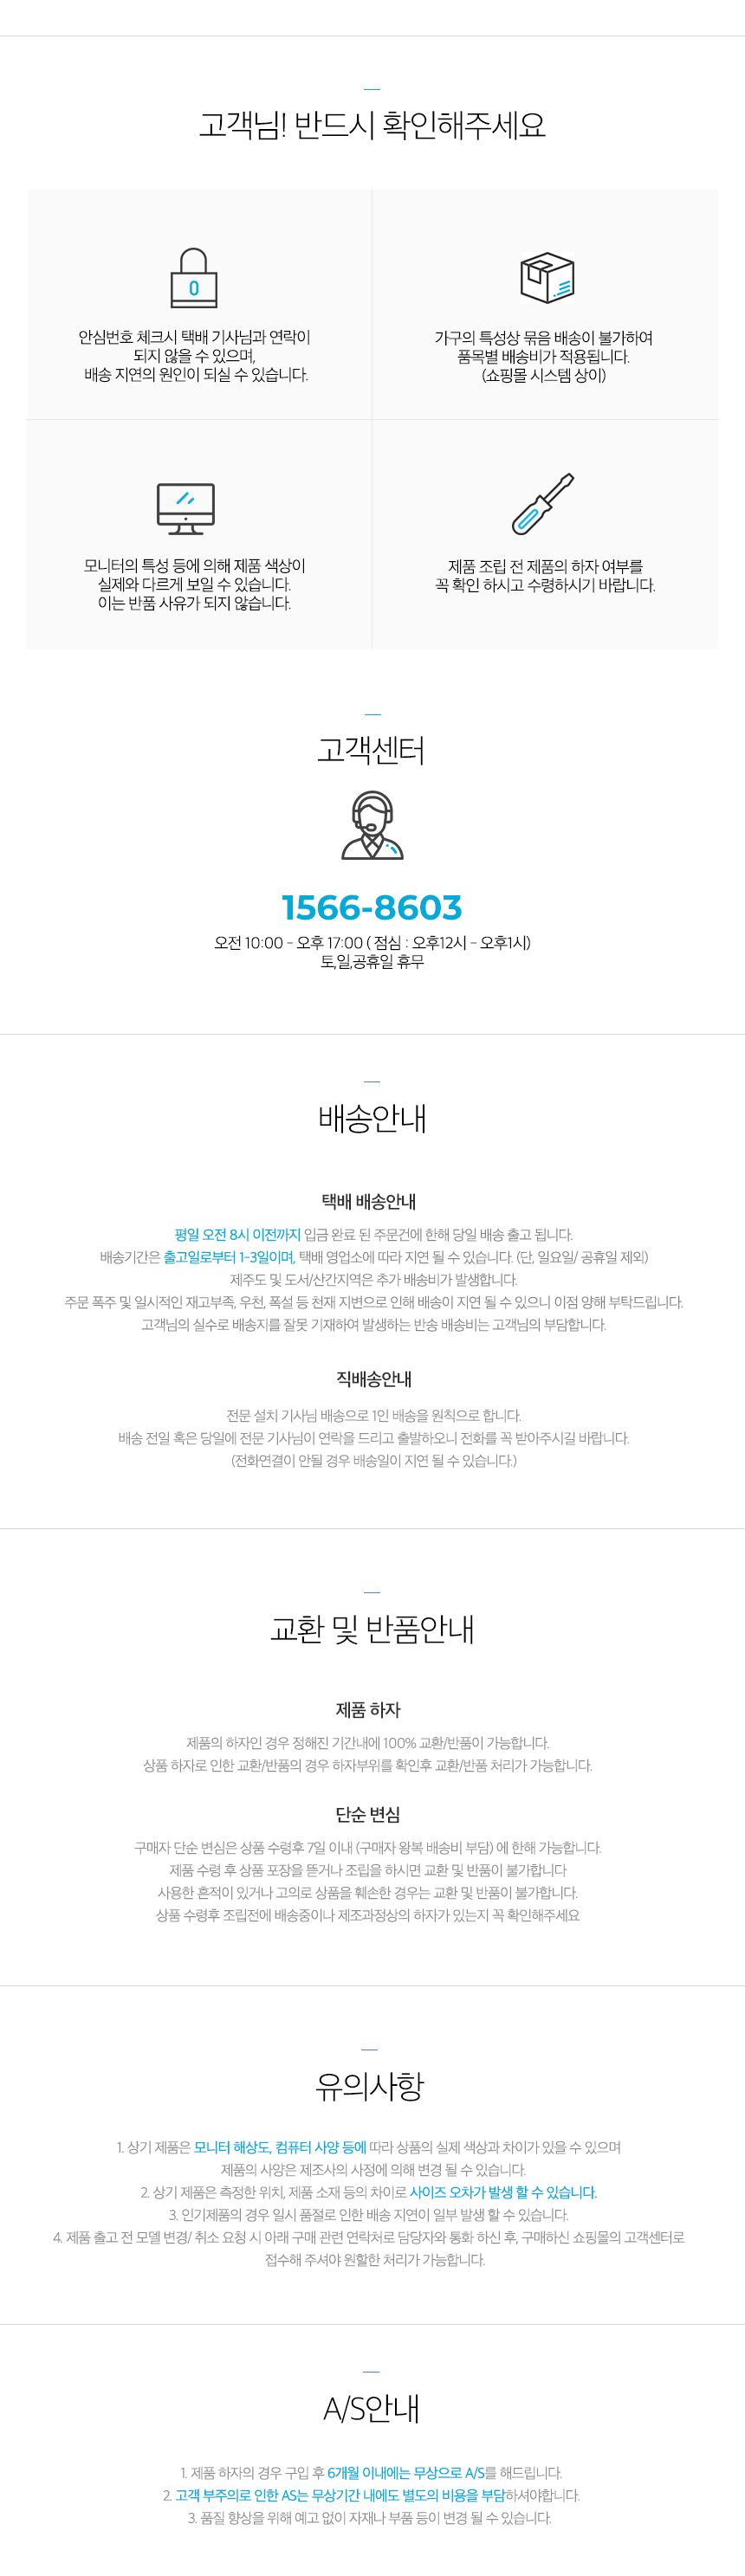 고객님! 반드시 확인해주세요
안심번호 체크시 택배 기사님과 연락이
되지 않을 수 있으며,
배송 지연의 원인이 되실 수 있습니다.
가구의 특성상 묶음 배송이 불가하여
품목별 배송비가 적용됩니다.
(쇼핑몰 시스템 상이)
모니터의 특성 등에 의해 제품 색상이
실제와 다르게 보일 수 있습니다.
이는 반품 사유가 되지 않습니다.
제품 조립 전 제품의 하자 여부를
꼭 확인 하시고 수령하시기 바랍니다.
고객센터
1566-8603
오전 10:00 - 오후 17:00 ( 점심 : 오후12시 - 오후1시)
토,일,공휴일 휴무
배송안내
택배 배송안내
평일 오전 8시 이전까지 입금 완료 된 주문건에 한해 당일 배송 출고 됩니다.
배송기간은 출고일로부터 1-3일이며, 택배 영업소에 따라 지연 될 수 있습니다. (단, 일요일/ 공휴일 제외)
제주도 및 도서/산간지역은 추가 배송비가 발생합니다.
주문 폭주 및 일시적인 재고부족, 우천, 폭설 등 천재 지변으로 인해 배송이 지연 될 수 있으니 이점 양해 부탁드립니다.
고객님의 실수로 배송지를 잘못 기재하여 발생하는 반송 배송비는 고객님의 부담합니다.
직배송안내
전문 설치 기사님 배송으로 1인 배송을 원칙으로 합니다.
배송 전일 혹은 당일에 전문 기사님이 연락을 드리고 출발하오니 전화를 꼭 받아주시길 바랍니다.
(전화연결이 안될 경우 배송일이 지연 될 수 있습니다.)
교환 및 반품안내
제품 하자
제품의 하자인 경우 정해진 기간내에 100% 교환/반품이 가능합니다.
상품 하자로 인한 교환/반품의 경우 하자부위를 확인후 교환/반품 처리가 가능합니다.
단순 변심
구매자 단순 변심은 상품 수령후 7일 이내 (구매자 왕복 배송비 부담) 에 한해 가능합니다.
제품 수령 후 상품 포장을 뜯거나 조립을 하시면 교환 및 반품이 불가합니다
사용한 흔적이 있거나 고의로 상품을 훼손한 경우는 교환 및 반품이 불가합니다.
상품 수령후 조립전에 배송중이나 제조과정상의 하자가 있는지 꼭 확인해주세요
유의사항
1. 상기 제품은 모니터 해상도, 컴퓨터 사양 등에 따라 상품의 실제 색상과 차이가 있을 수 있으며
제품의 사양은 제조사의 사정에 의해 변경 될 수 있습니다.
2. 상기 제품은 측정한 위치, 제품 소재 등의 차이로 사이즈 오차가 발생 할 수 있습니다.
3. 인기제품의 경우 일시 품절로 인한 배송 지연이 일부 발생 할 수 있습니다.
4. 제품 출고 전 모델 변경/ 취소 요청 시 아래 구매 관련 연락처로 담당자와 통화 하신 후, 구매하신 쇼핑몰의 고객센터로
접수해 주셔야 원할한 처리가 가능합니다.
A/S안내
1. 제품 하자의 경우 구입 후 6개월 이내에는 무상으로 A/S를 해드립니다.
2. 고객 부주의로 인한 AS는 무상기간 내에도 별도의 비용을 부담하셔야합니다.
3. 품질 향상을 위해 예고 없이 자재나 부품 등이 변경 될 수 있습니다.